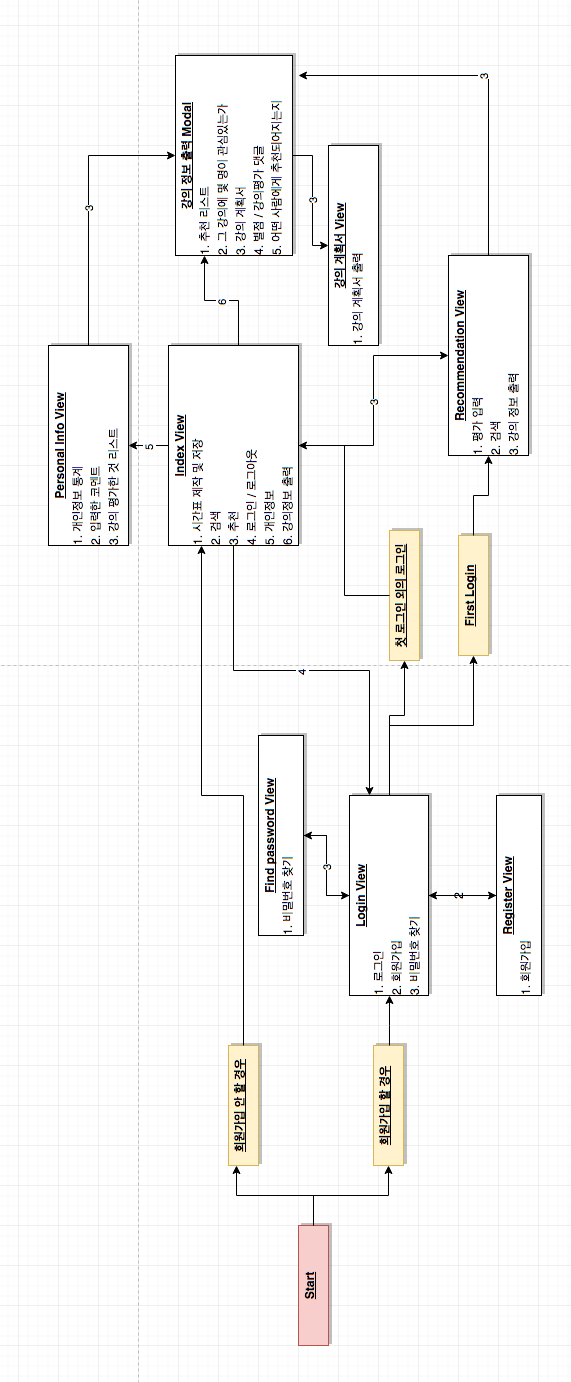 Start
회원가입 안 할 경우
회원가입 할 경우
Find password View
1. 비밀번호 찾기
3
Login View
1. 로그인
2. 회원가입
3. 비밀번호 찾기
2
Register View
1. 회원가입
4
첫 로그인 외의 로그인
First Login
Personal Info View
1. 개인정보 통계
2. 입력한 코멘트
3. 강의 평가한 것 리스트
5
Index View
1. 시간표 제작 및 저장
2. 검색
3. 추천
4. 로그인 / 로그아웃
5. 개인정보
6. 강의정보 출력
3
Recommendation View
1. 평가 입력
2. 검색
3. 강의 정보 출력
3
6
강의 정보 출력 Modal
1. 추천 리스트
2. 그 강의에 몇 명이 관심있는가
3. 강의 계획서
4. 별점 / 강의평가 댓글
5. 어떤 사람에게 추천되어지는지
3
강의 계획서 View
1. 강의 계획서 출력
3